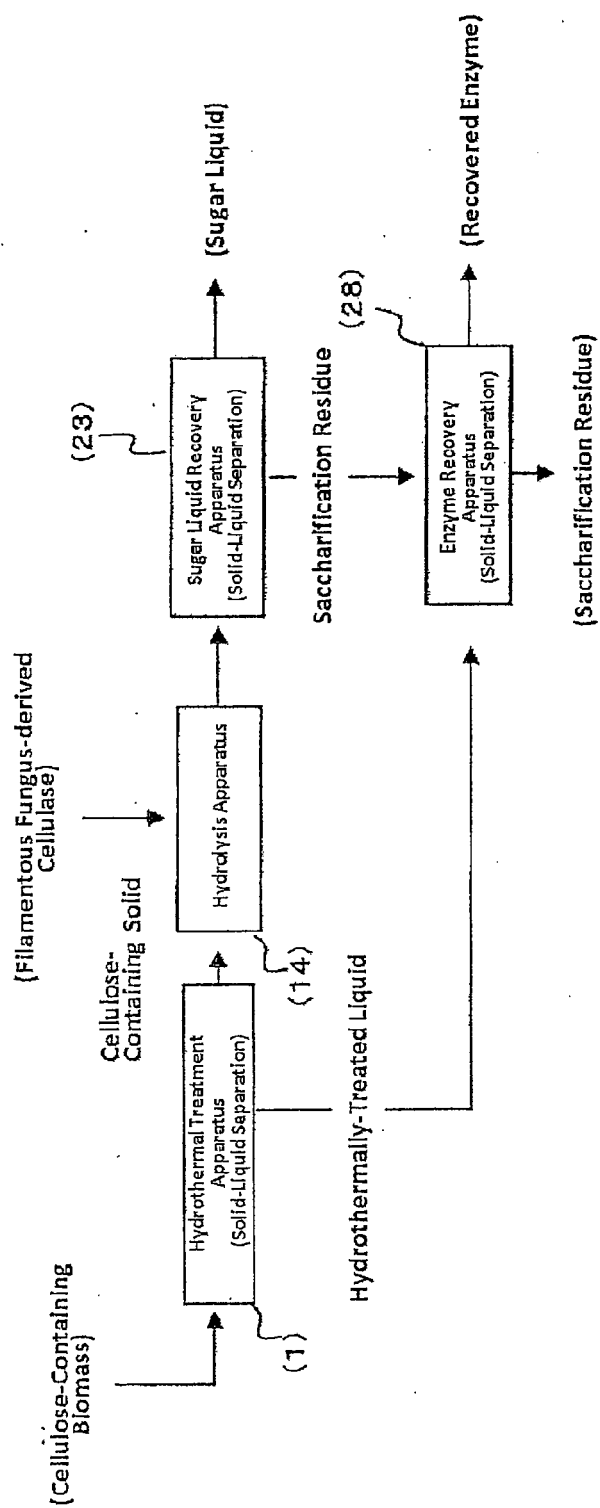 (Cellulose-Containing
Biomass)
Hydrothermal Treatment
Apparatus
(Solid-Liquid Separation)
(1)
Cellulose-
Containing Solid
(Filamentous Fungus-derived
Cellulase)
Hydrolysis Apparatus
(14)
Sugar Liquid Recovery
Apparatus
(Solid-Liquid Separation)
(23)
(Sugar Liquid)
Hydrothermally-Treated Liquid
Saccharification Residue
Enzyme Recovery
Apparatus
(Solid-Liquid Separation)
(28)
(Recovered Enzyme)
(Saccharification Residue)